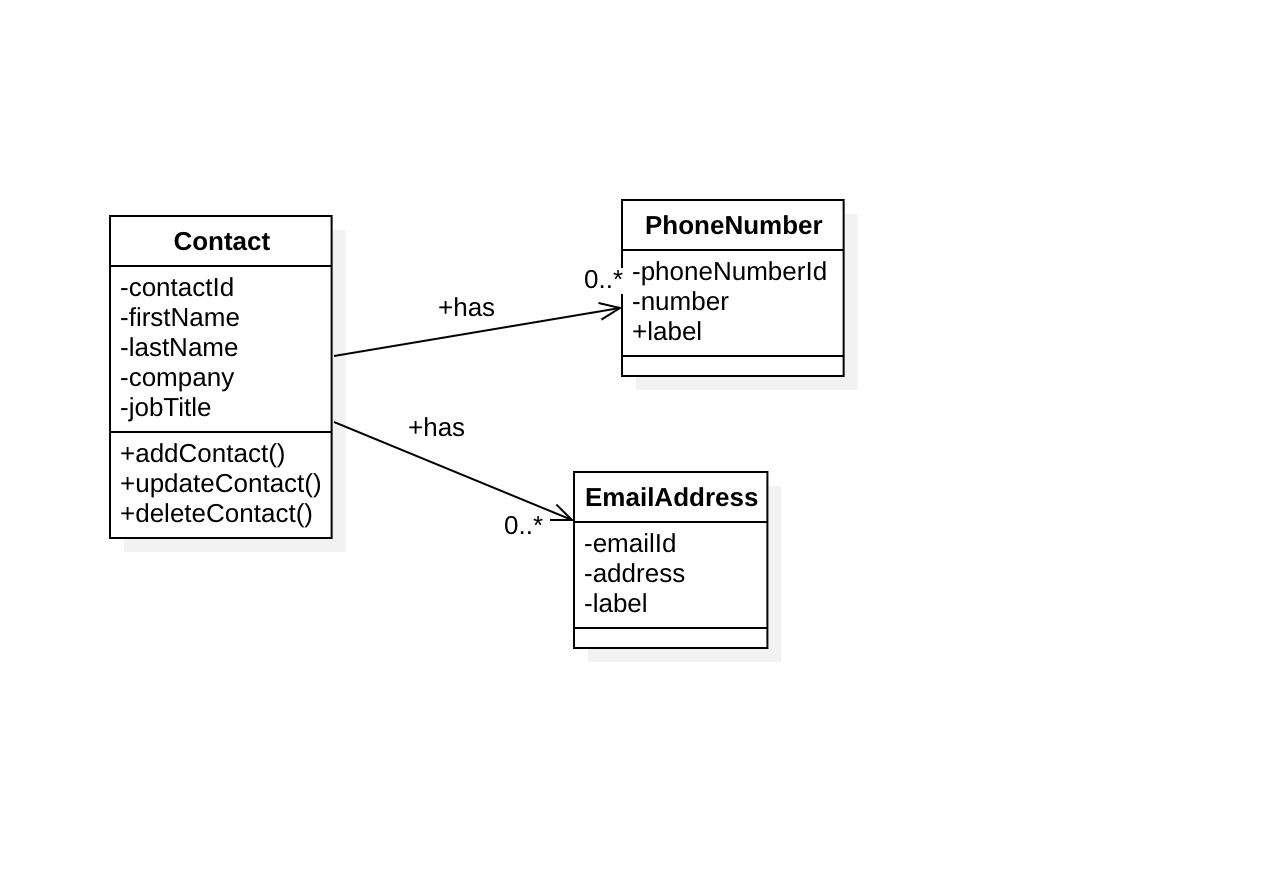 Contact
-contactId
-firstName
-lastName
-company
-jobTitle
+addContact()
+updateContact()
+deleteContact()
+has
0..*
PhoneNumber
-phoneNumberId
-number
+label
+has
0..*
EmailAddress
-emailId
-address
-label